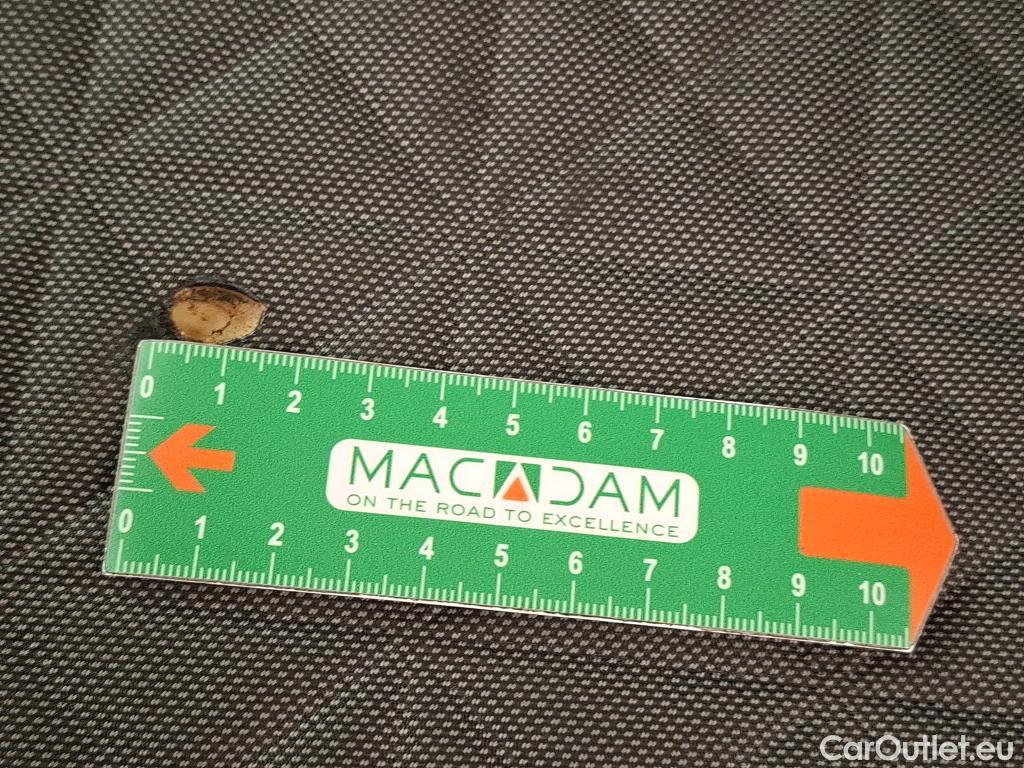 0 1 2 3 4 5 6 7 8 9 10
MACADAM
ON THE ROAD TO EXCELLENCE
0 1 2 3 4 5 6 7 8 9 10
CarOutlet.eu